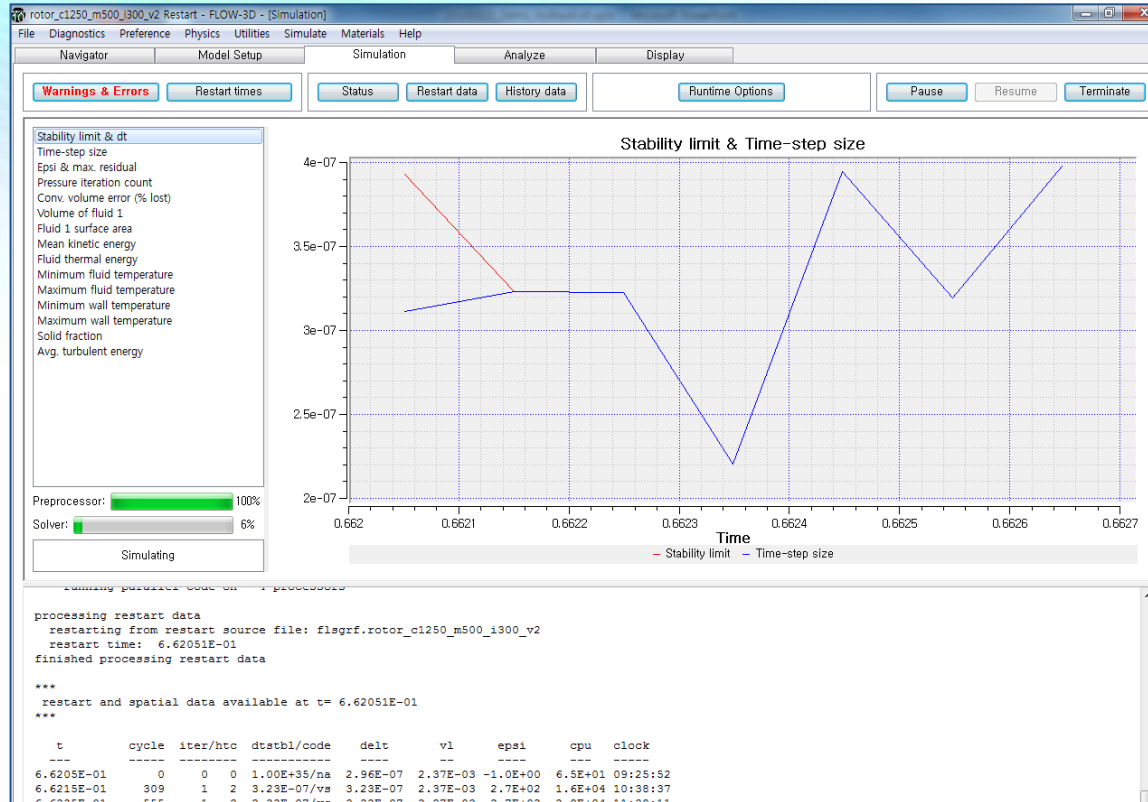 rotor_c1250_m500_i300_v2 Restart - FLOW-3D - [Simulation]
File Diagnostics Preference Physics Utilities Simulate Materials Help
Navigator Model Setup Simulation Analyze Display
Warnings & Errors Restart times Status Restart data History data Runtime Options Pause Resume Terminate
Stability limit & dt
Time-step size
Epsi & max. residual
Pressure iteration count
Conv. volume error (% lost)
Volume of fluid 1
Fluid 1 surface area
Mean kinetic energy
Fluid thermal energy
Minimum fluid temperature
Maximum fluid temperature
Minimum wall temperature
Maximum wall temperature
Solid fraction
Avg. turbulent energy
Preprocessor: 100%
Solver: 6%
Simulating
Stability limit & Time-step size
4e-07
3.5e-07
3e-07
2.5e-07
2e-07
0.662 0.6621 0.66222 0.6623 0.66624 0.6625 0.6626 0.6627
Time
Stability limit Time-step size
running parallel code on processors
processing restart data
restarting from restart source file: flsgrf.rotor_c1250_m500_i300_v2
restart time: 6.62051E-01
finished processing restart data
***
restart and spatial data available at t= 6.62051E-01
***
t cycle iter/htc dtstbl/code delt vl epsi cpu clock
--- ----- -------- ----------- ---- -- ---- --- -----
6.6205E-01 0 0 0 1.00E+35/na 2.96E-07 2.37E-03 -1.0E+00 6.5E+01 09:25:52
6.6215E-01 309 1 2 3.23E-07/vs 3.23E-07 2.37E-03 2.7E+02 1.6E+04 10:38:37